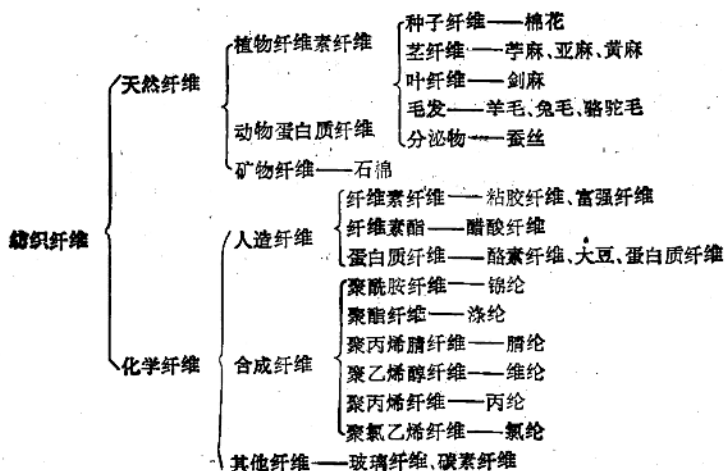 纺织纤维
天然纤维
植物纤维素纤维
种子纤维——棉花
茎纤维——苧麻、亚麻、黄麻
叶纤维——剑麻
动物蛋白质纤维
毛发——羊毛、兔毛、骆驼毛
分泌物——蚕丝
矿物纤维——石棉
化学纤维
人造纤维
纤维素纤维——粘胶纤维、富强纤维
纤维素酯——醋酸纤维
蛋白质纤维——酪素纤维、大豆、蛋白质纤维
合成纤维
聚酰胺纤维——锦纶
聚酯纤维——涤纶
聚丙烯腈纤维——腈纶
聚乙烯醇纤维——维纶
聚丙烯纤维——丙纶
聚氯乙烯纤维——氯纶
其他纤维——玻璃纤维、碳素纤维